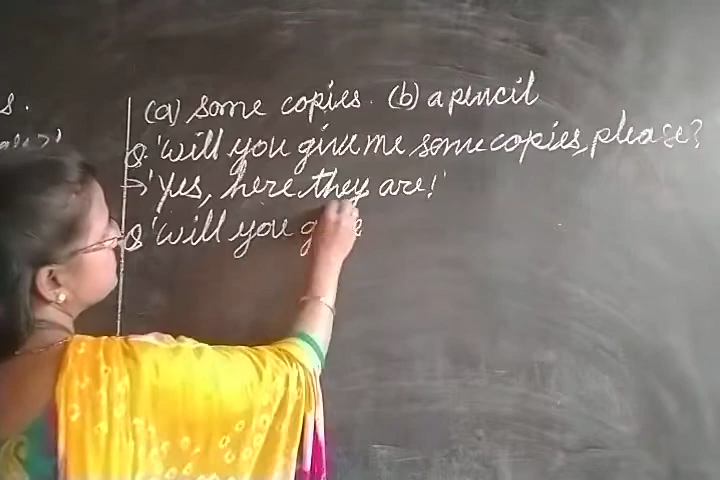 s.
(a) some copies. (b) a pencil
Q. 'will you give me some copies, please?
→'Yes, here they are!'
Q 'will you give